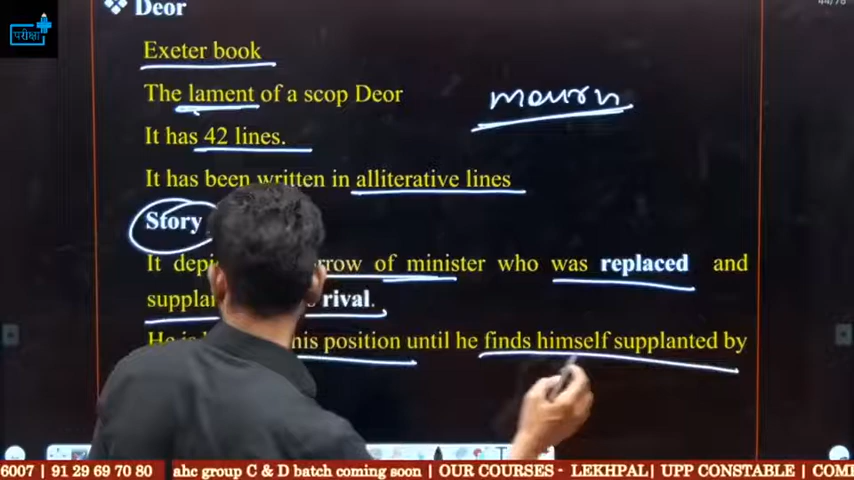 Deor
44/78
परीक्षा
Exeter book
The lament of a scop Deor
mourn
It has 42 lines.
It has been written in alliterative lines
Story
It depi rrow of minister who was replaced and
supplan rival.
his position until he finds himself supplanted by
6007 | 91 29 69 70 80 ahc group C & D batch coming soon | OUR COURSES - LEKHPAL| UPP CONSTABLE | COM